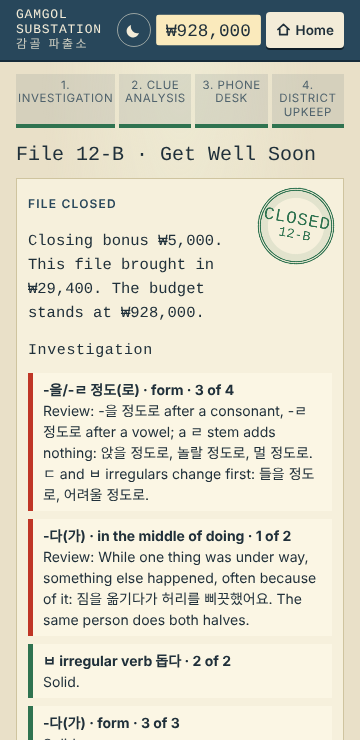 GAMGOL
SUBSTATION
감골 파출소
₩928,000
Home
1.
INVESTIGATION
2. CLUE
ANALYSIS
3. PHONE
DESK
4.
DISTRICT
UPKEEP
File 12-B · Get Well Soon
FILE CLOSED
CLOSED
12-B
Closing bonus ₩5,000.
This file brought in
₩29,400. The budget
stands at ₩928,000.
Investigation
-을/-ㄹ 정도(로) · form · 3 of 4
Review: -을 정도로 after a consonant, -ㄹ
정도로 after a vowel; a ㄹ stem adds
nothing: 앉을 정도로, 놀랄 정도로, 멀 정도로.
ㄷ and ㅂ irregulars change first: 들을 정도
로, 어려울 정도로.
-다(가) · in the middle of doing · 1 of 2
Review: While one thing was under way,
something else happened, often because
of it: 짐을 옮기다가 허리를 삐끗했어요. The
same person does both halves.
ㅂ irregular verb 돕다 · 2 of 2
Solid.
-다(가) · form · 3 of 3